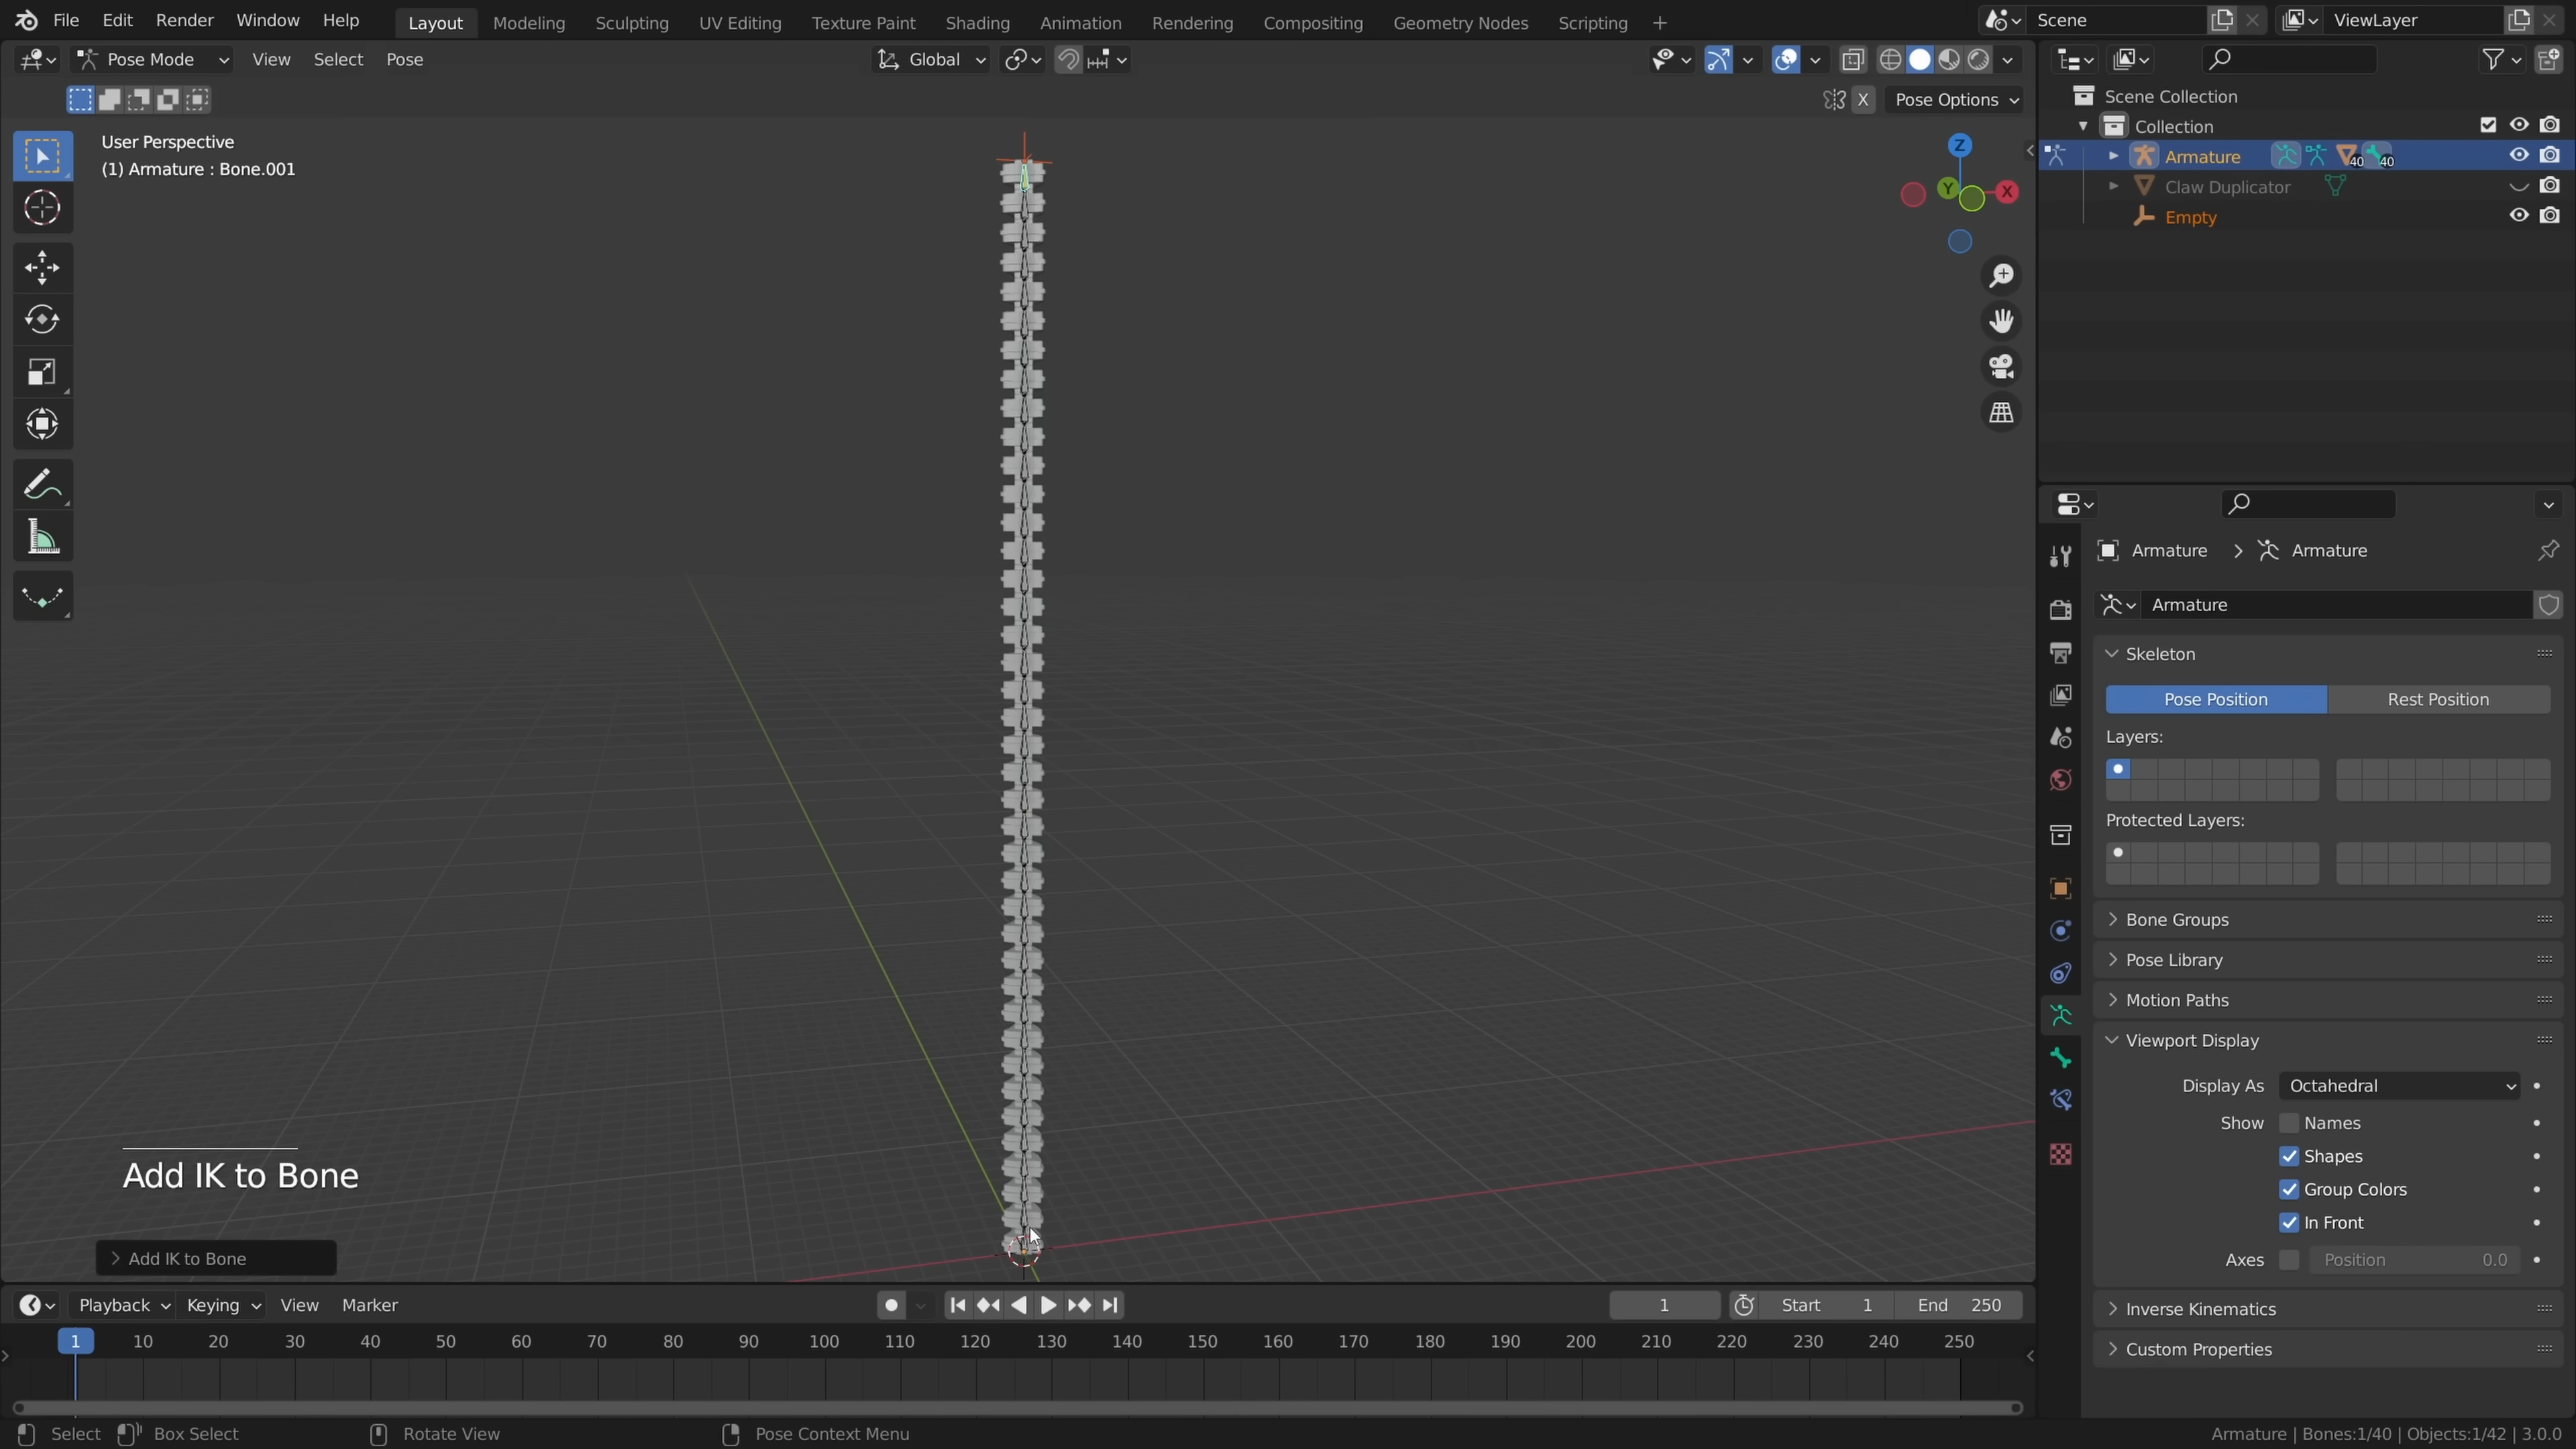 File Edit Render Window Help Layout Modeling Sculpting UV Editing Texture Paint Shading Animation Rendering Compositing Geometry Nodes Scripting + Scene ViewLayer
Pose Mode View Select Pose Global
X Pose Options
User Perspective
(1) Armature : Bone.001
Z
Y
X
Scene Collection
Collection
Armature 40 40
Claw Duplicator
Empty
Armature > Armature
Armature
Skeleton
Pose Position Rest Position
Layers:
Protected Layers:
Bone Groups
Pose Library
Motion Paths
Viewport Display
Display As Octahedral
Show Names
Shapes
Group Colors
In Front
Axes Position 0.0
Inverse Kinematics
Custom Properties
Add IK to Bone
Add IK to Bone
Playback Keying View Marker 1 Start 1 End 250
1 10 20 30 40 50 60 70 80 90 100 110 120 130 140 150 160 170 180 190 200 210 220 230 240 250
Select Box Select Rotate View Pose Context Menu Armature | Bones:1/40 | Objects:1/42 | 3.0.0